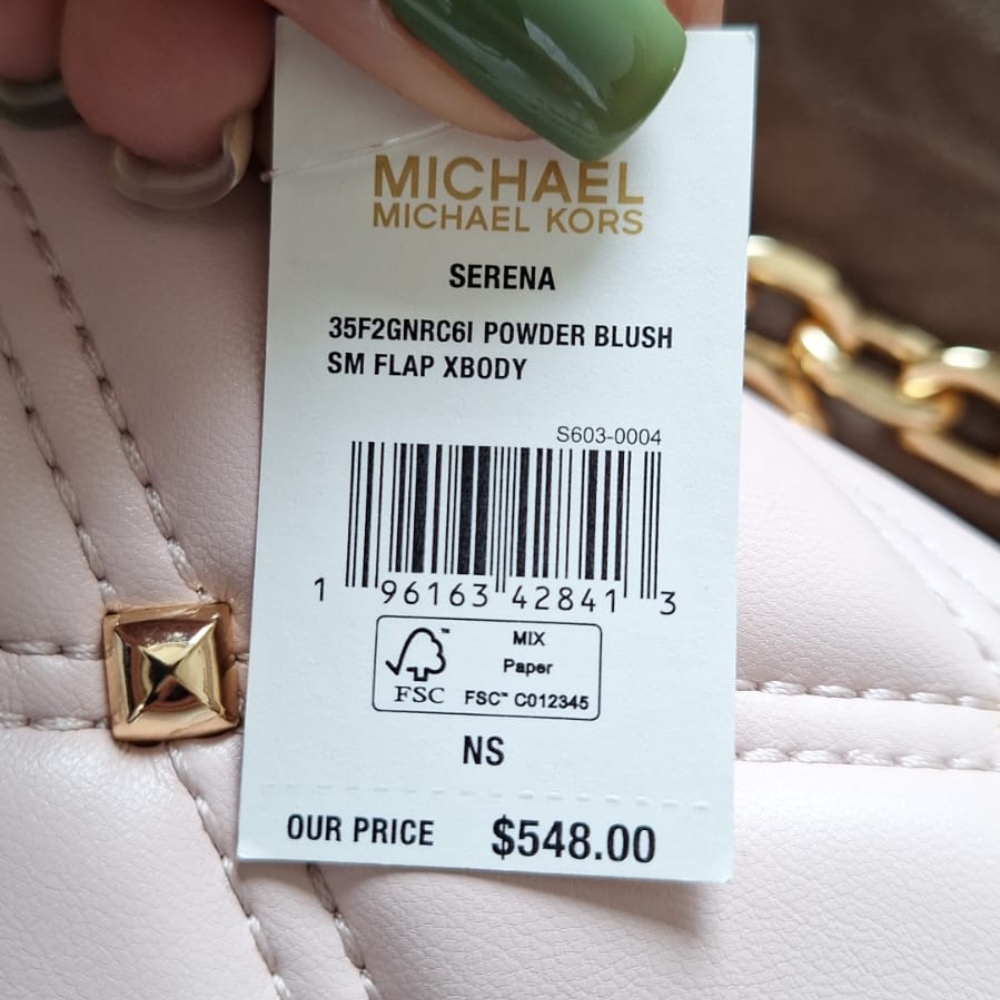 MICHAEL
MICHAEL KORS
SERENA
35F2GNRC6I POWDER BLUSH
SM FLAP XBODY
S603-0004
1 96163 42841 3
FSC™
MIX
Paper
FSC™ C012345
NS
OUR PRICE $548.00